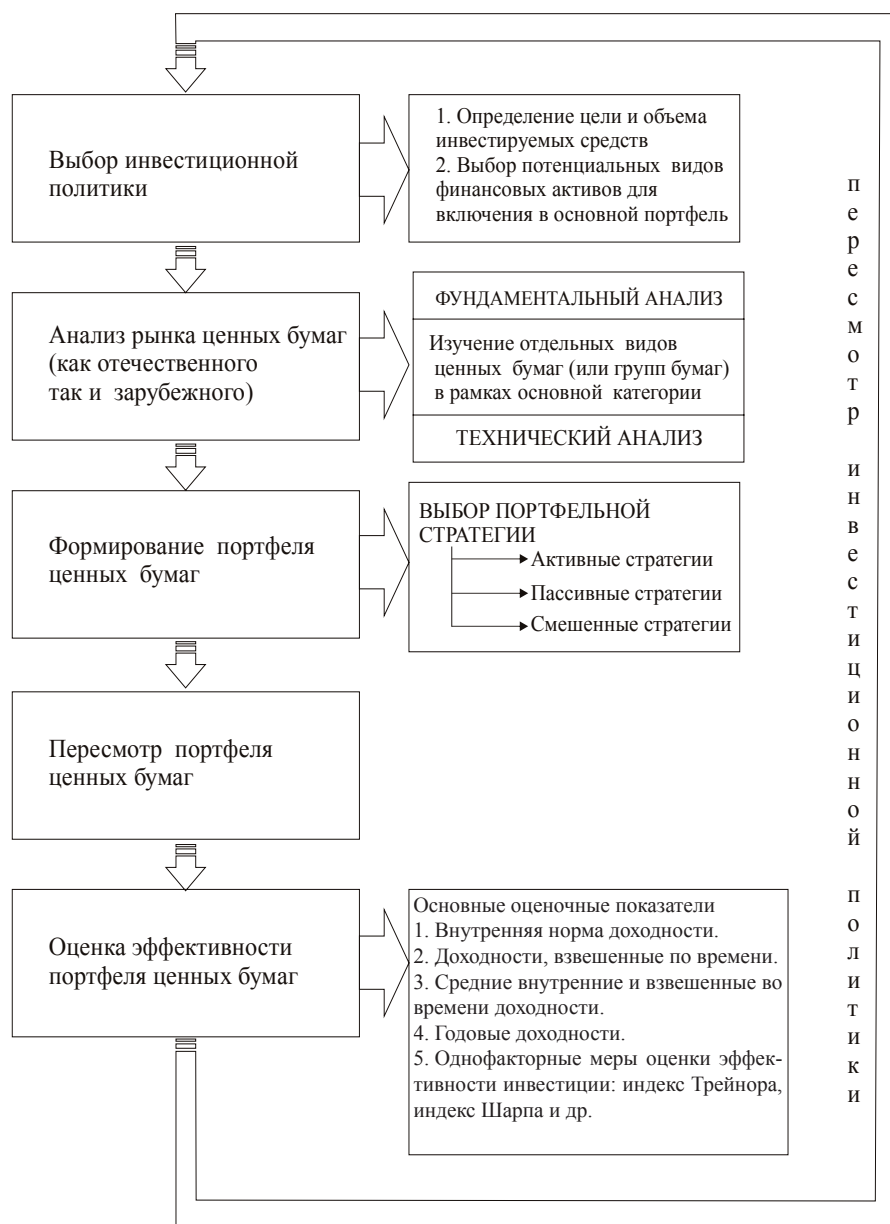 Выбор инвестиционной
политики
1. Определение цели и объема
инвестируемых средств
2. Выбор потенциальных видов
финансовых активов для
включения в основной портфель
Анализ рынка ценных бумаг
(как отечественного
так и зарубежного)
ФУНДАМЕНТАЛЬНЫЙ АНАЛИЗ
Изучение отдельных видов
ценных бумаг (или групп бумаг)
в рамках основной категории
ТЕХНИЧЕСКИЙ АНАЛИЗ
Формирование портфеля
ценных бумаг
ВЫБОР ПОРТФЕЛЬНОЙ
СТРАТЕГИИ
Активные стратегии
Пассивные стратегии
Смешенные стратегии
Пересмотр портфеля
ценных бумаг
Оценка эффективности
портфеля ценных бумаг
Основные оценочные показатели
1. Внутренняя норма доходности.
2. Доходности, взвешенные по времени.
3. Средние внутренние и взвешенные во
времени доходности.
4. Годовые доходности.
5. Однофакторные меры оценки эффек-
тивности инвестиции: индекс Трейнора,
индекс Шарпа и др.
пересмотр инвестиционной политики